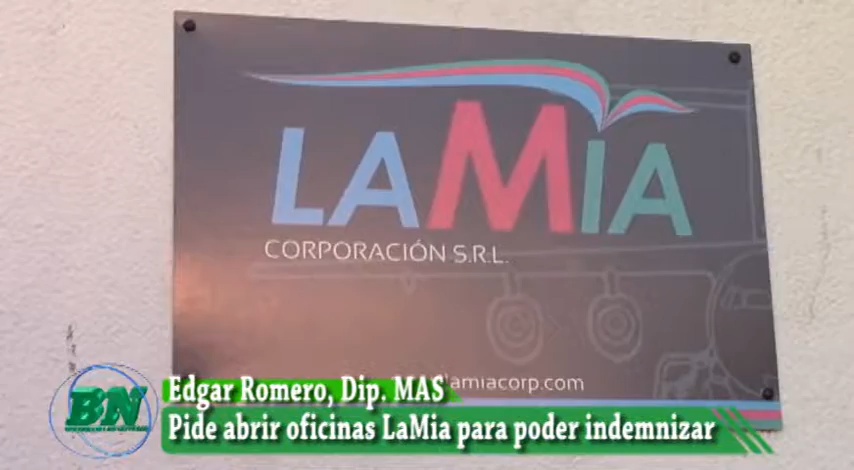 LAMIA
CORPORACIÓN S.R.L.
lamiacorp.com
Edgar Romero, Dip. MAS
Pide abrir oficinas LaMia para poder indemnizar
BN